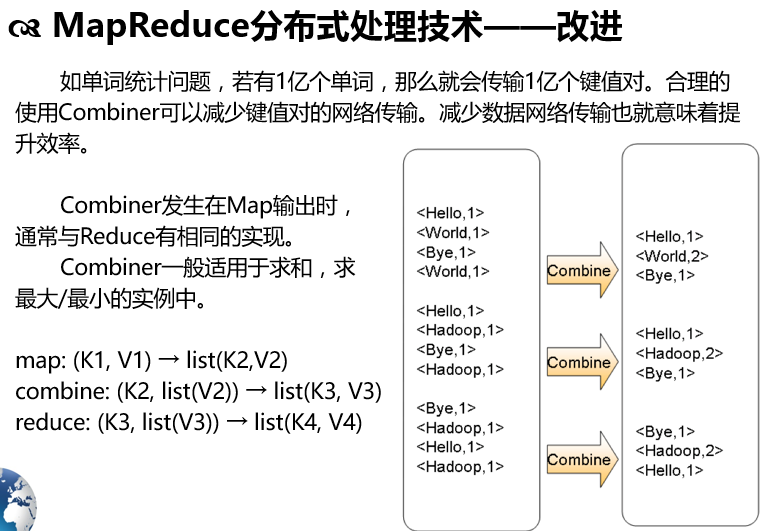 MapReduce分布式处理技术——改进
如单词统计问题，若有1亿个单词，那么就会传输1亿个键值对。合理的
使用Combiner可以减少键值对的网络传输。减少数据网络传输也就意味着提
升效率。
Combiner发生在Map输出时，
通常与Reduce有相同的实现。
Combiner一般适用于求和，求
最大/最小的实例中。
map: (K1, V1) → list(K2,V2)
combine: (K2, list(V2)) → list(K3, V3)
reduce: (K3, list(V3)) → list(K4, V4)
<Hello,1>
<World,1>
<Bye,1>
<World,1>
Combine
<Hello,1>
<World,2>
<Bye,1>
<Hello,1>
<Hadoop,1>
<Bye,1>
<Hadoop,1>
Combine
<Hello,1>
<Hadoop,2>
<Bye,1>
<Bye,1>
<Hadoop,1>
<Hello,1>
<Hadoop,1>
Combine
<Bye,1>
<Hadoop,2>
<Hello,1>